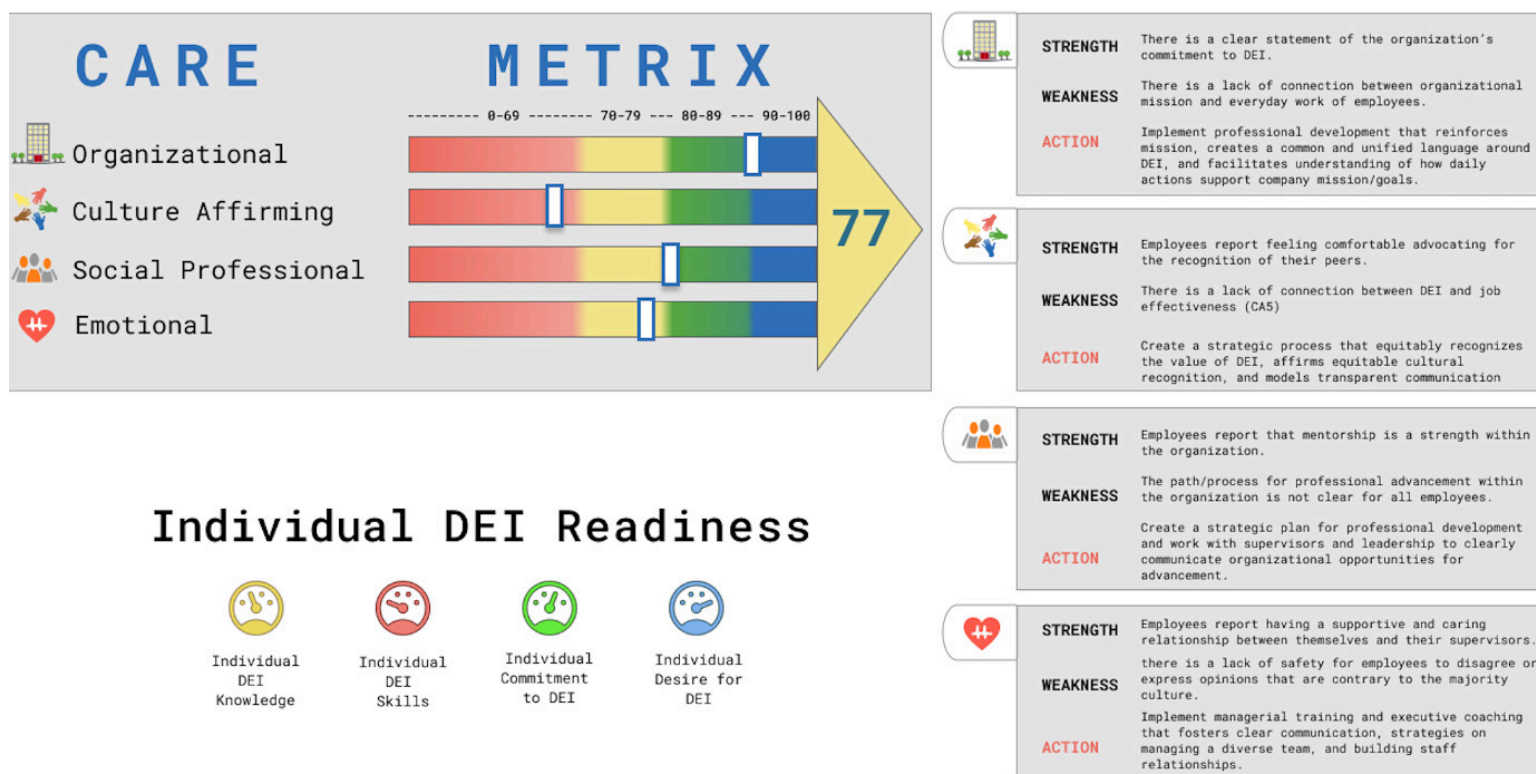 CARE METRIX
--------- 0-69 -------- 70-79 --- 80-89 --- 90-100
Organizational
Culture Affirming
Social Professional
Emotional
77
Individual DEI Readiness
Individual
DEI
Knowledge
Individual
DEI
Skills
Individual
Commitment
to DEI
Individual
Desire for
DEI
STRENGTH
There is a clear statement of the organization's
commitment to DEI.
WEAKNESS
There is a lack of connection between organizational
mission and everyday work of employees.
ACTION
Implement professional development that reinforces
mission, creates a common and unified language around
DEI, and facilitates understanding of how daily
actions support company mission/goals.
STRENGTH
Employees report feeling comfortable advocating for
the recognition of their peers.
WEAKNESS
There is a lack of connection between DEI and job
effectiveness (CA5)
ACTION
Create a strategic process that equitably recognizes
the value of DEI, affirms equitable cultural
recognition, and models transparent communication
STRENGTH
Employees report that mentorship is a strength within
the organization.
WEAKNESS
The path/process for professional advancement within
the organization is not clear for all employees.
ACTION
Create a strategic plan for professional development
and work with supervisors and leadership to clearly
communicate organizational opportunities for
advancement.
STRENGTH
Employees report having a supportive and caring
relationship between themselves and their supervisors.
WEAKNESS
there is a lack of safety for employees to disagree or
express opinions that are contrary to the majority
culture.
ACTION
Implement managerial training and executive coaching
that fosters clear communication, strategies on
managing a diverse team, and building staff
relationships.